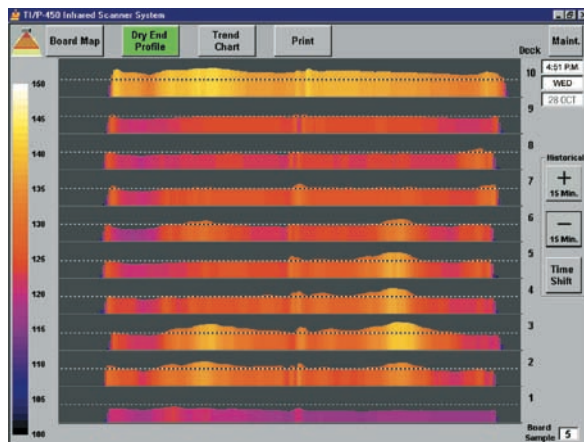 TI/P-450 Infrared Scanner System
Board Map
Dry End
Profile
Trend
Chart
Print
Deck
Maint.
4:51 P.M.
WED
28 OCT
150
145
140
135
130
125
120
115
110
105
100
10
9
8
7
6
5
4
3
2
1
Historical
+
15 Min.
−
15 Min.
Time
Shift
Board
Sample 5